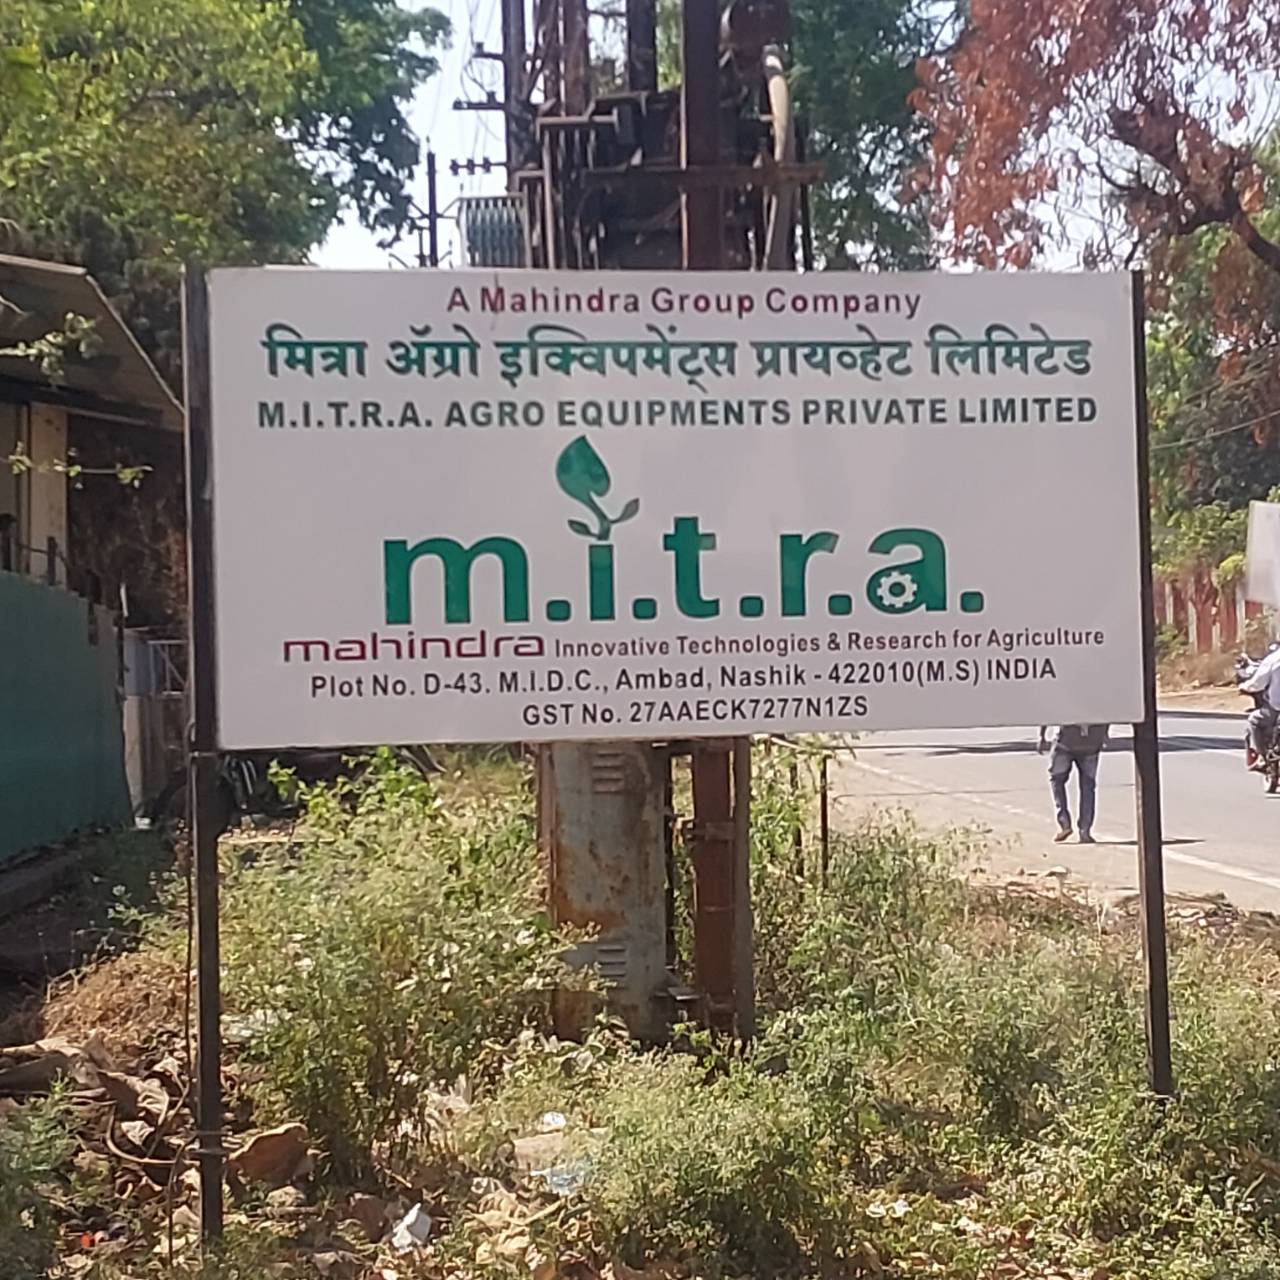 A Mahindra Group Company
मित्रा ॲग्रो इक्विपमेंट्स प्रायव्हेट लिमिटेड
M.I.T.R.A. AGRO EQUIPMENTS PRIVATE LIMITED
m.i.t.r.a.
mahindra Innovative Technologies & Research for Agriculture
Plot No. D-43. M.I.D.C., Ambad, Nashik - 422010(M.S) INDIA
GST No. 27AAECK7277N1ZS